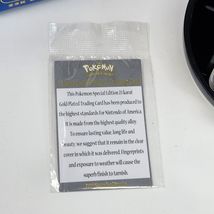 POKéMON
This Pokemon Special Edition 23 karat
Gold Plated Trading Card has been produced to
the highest standards for Nintendo of America
It is made from the highest quality alloy.
To ensure lasting value, long life and
beauty, we suggest that it remain in the clear
cover in which it was delivered. Fingerprints
and exposure to weather will cause the
superb finish to tarnish.